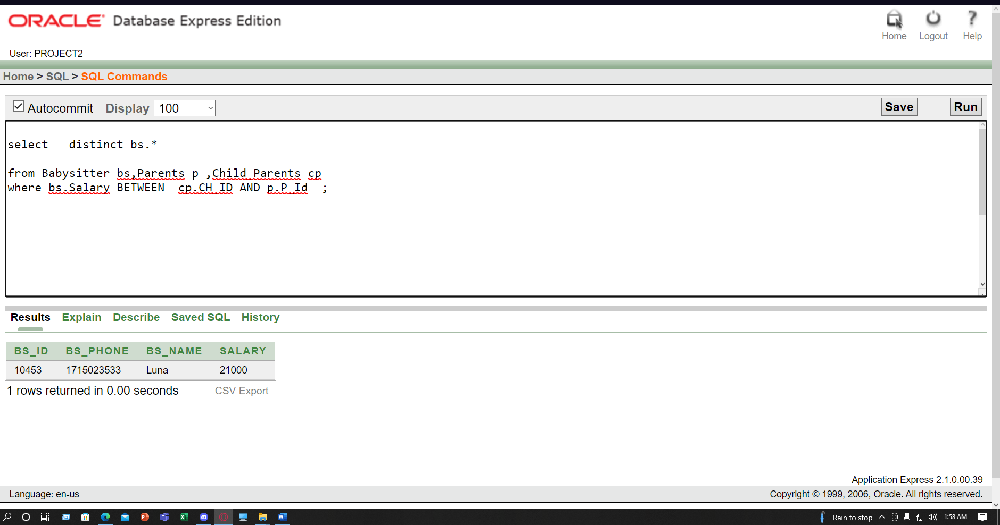 ORACLE Database Express Edition
Home Logout Help
User: PROJECT2
Home > SQL > SQL Commands
Autocommit Display 100 Save Run
select   distinct bs.*
from Babysitter bs,Parents p ,Child_Parents cp
where bs.Salary BETWEEN  cp.CH_ID AND p.P_Id  ;
Results Explain Describe Saved SQL History
BS_ID BS_PHONE BS_NAME SALARY
10453 1715023533 Luna 21000
1 rows returned in 0.00 seconds CSV Export
Application Express 2.1.0.00.39
Language: en-us Copyright © 1999, 2006, Oracle. All rights reserved.
Rain to stop 1:58 AM